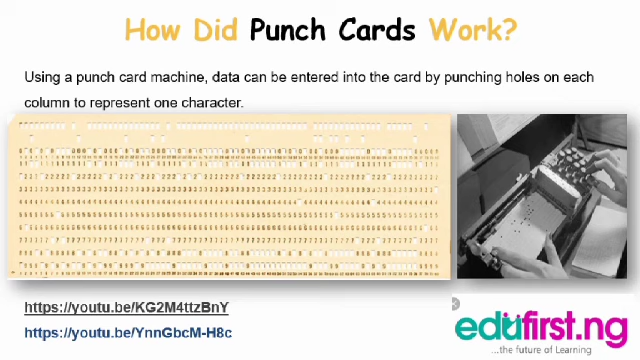 How Did Punch Cards Work?
Using a punch card machine, data can be entered into the card by punching holes on each
column to represent one character.
https://youtu.be/KG2M4ttzBnY
https://youtu.be/YnnGbcM-H8c
edufirst.ng
...the future of Learning